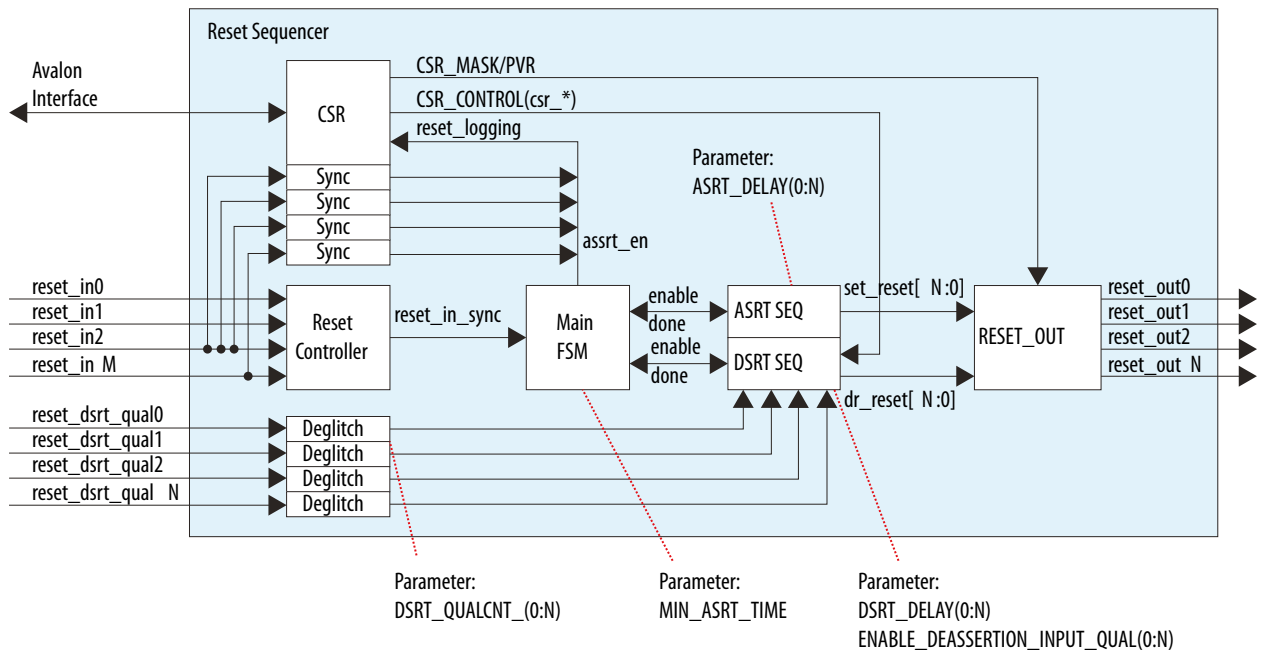 Reset Sequencer
Avalon
Interface
CSR_MASK/PVR
CSR_CONTROL(csr_*)
CSR
reset_logging
Parameter:
ASRT_DELAY(0:N)
Sync
Sync
Sync
Sync
assrt_en
reset_in0
reset_in1
reset_in2
reset_in M
Reset
Controller
reset_in_sync
Main
FSM
enable
done
enable
done
ASRT SEQ
DSRT SEQ
set_reset[ N :0]
dr_reset[ N :0]
RESET_OUT
reset_out0
reset_out1
reset_out2
reset_out N
reset_dsrt_qual0
reset_dsrt_qual1
reset_dsrt_qual2
reset_dsrt_qual N
Deglitch
Deglitch
Deglitch
Deglitch
Parameter:
DSRT_QUALCNT_(0:N)
Parameter:
MIN_ASRT_TIME
Parameter:
DSRT_DELAY(0:N)
ENABLE_DEASSERTION_INPUT_QUAL(0:N)